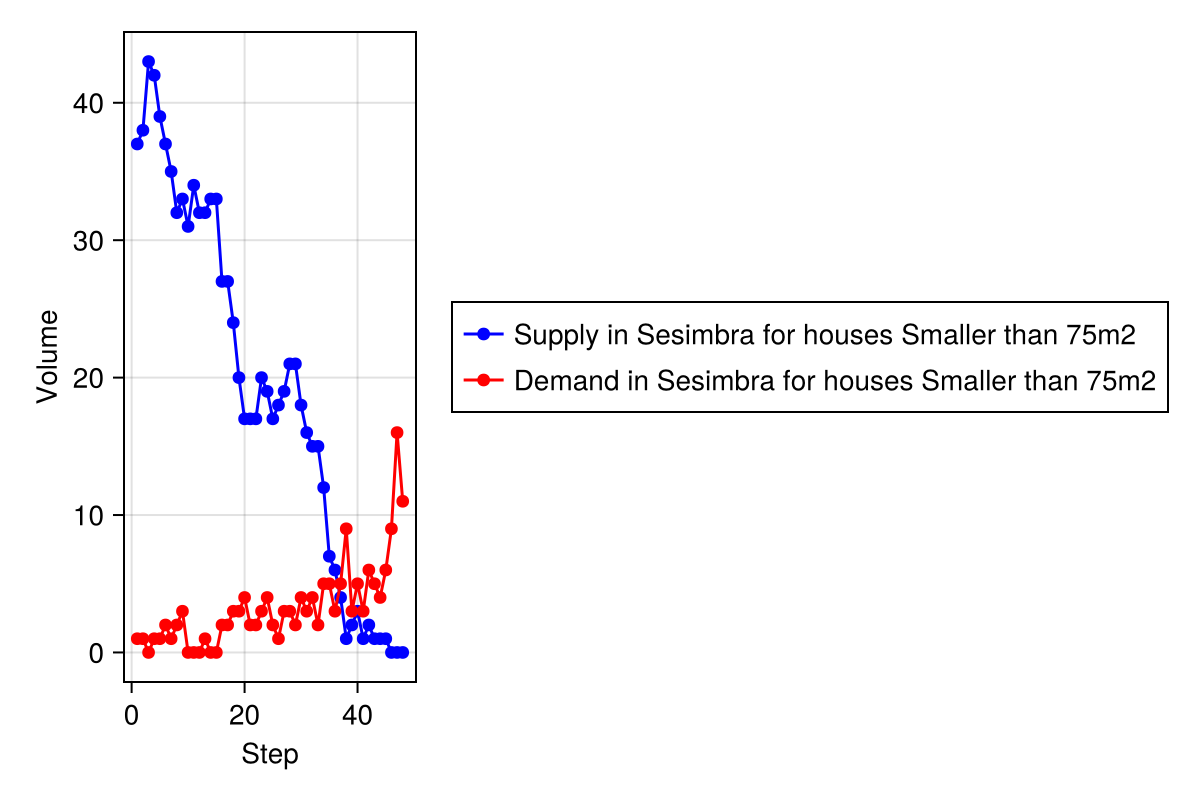 40
30
20
10
0
Volume
0 20 40
Step
Supply in Sesimbra for houses Smaller than 75m2
Demand in Sesimbra for houses Smaller than 75m2